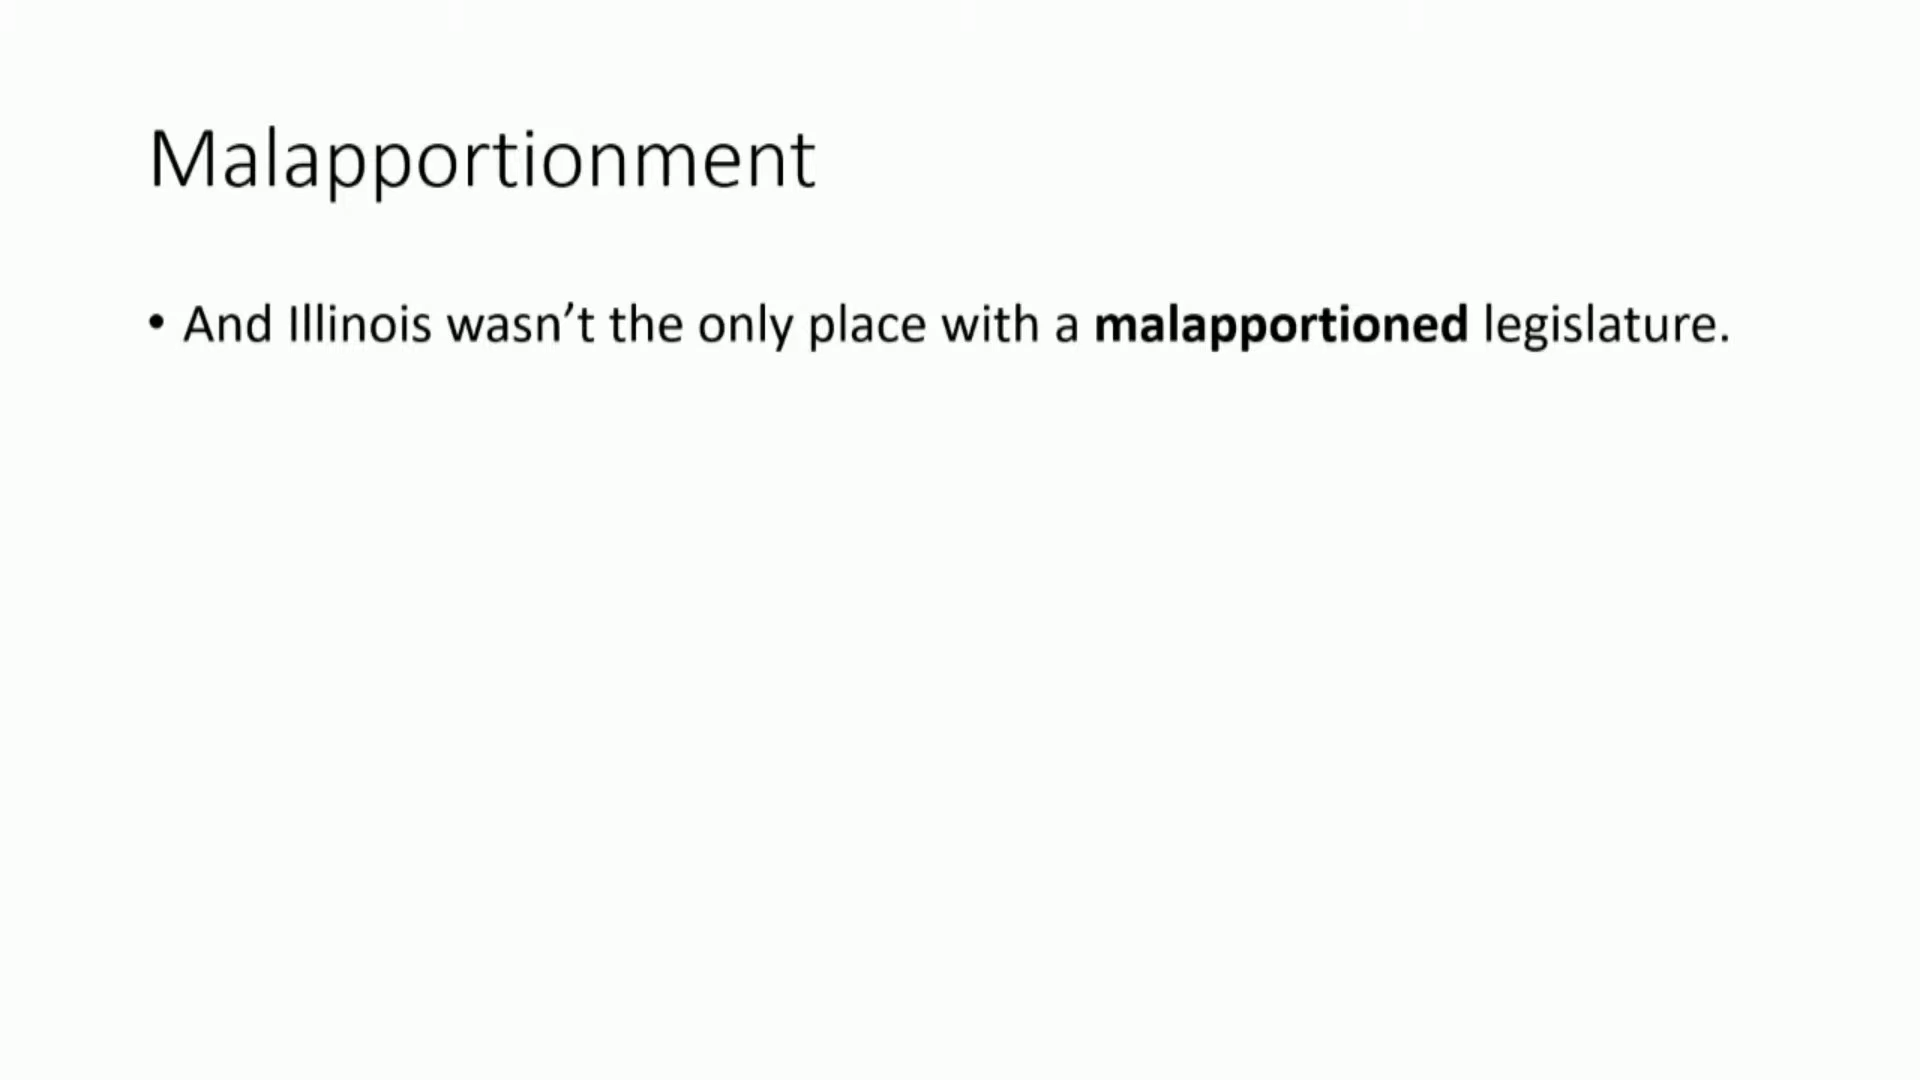 Malapportionment
• And Illinois wasn’t the only place with a malapportioned legislature.